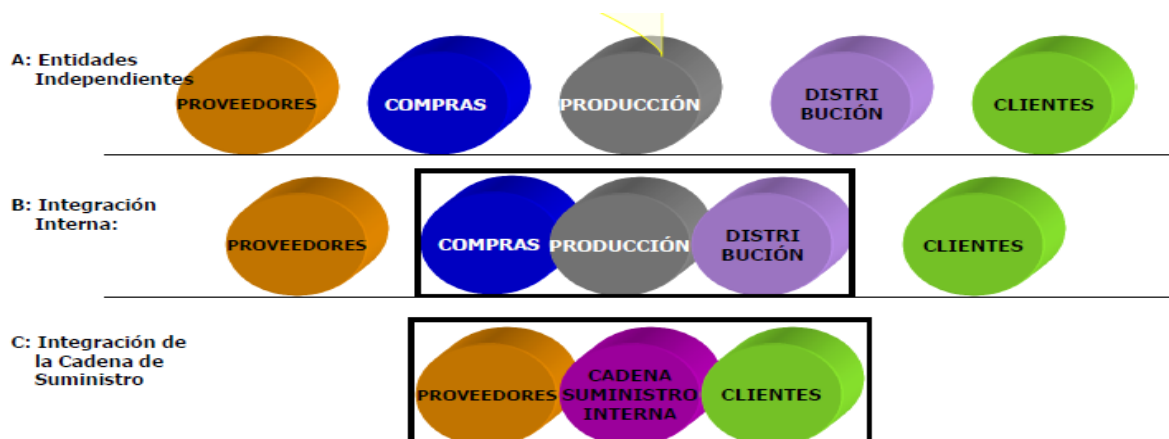 A: Entidades
Independientes
PROVEEDORES
COMPRAS
PRODUCCIÓN
DISTRI
BUCIÓN
CLIENTES
B: Integración
Interna:
PROVEEDORES
COMPRAS
PRODUCCIÓN
DISTRI
BUCIÓN
CLIENTES
C: Integración de
la Cadena de
Suministro
PROVEEDORES
CADENA
SUMINISTRO
INTERNA
CLIENTES